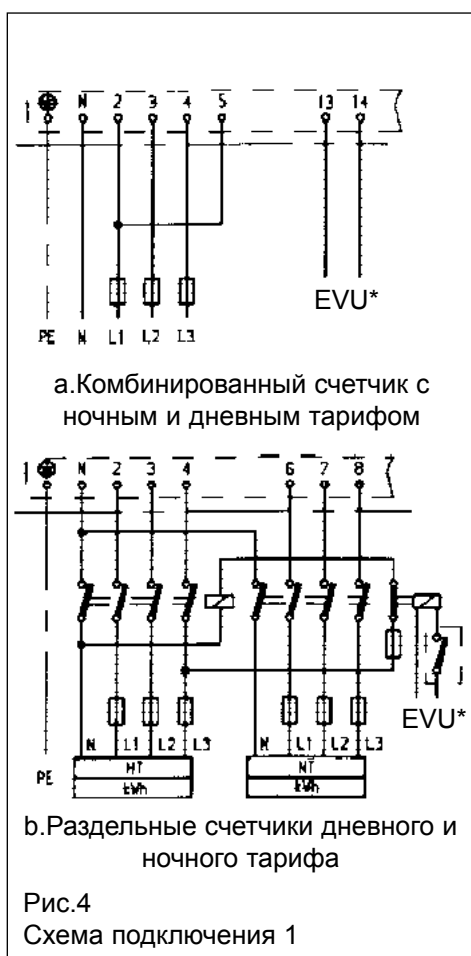 N 2 3 4 5 13 14
EVU*
PE N L1 L2 L3
a.Комбинированный счетчик с
ночным и дневным тарифом
N 2 3 4 6 7 8
EVU*
N L1 L2 L3 N L1 L2 L3
PE HT NT
kWh kWh
b.Раздельные счетчики дневного и
ночного тарифа
Рис.4
Схема подключения 1